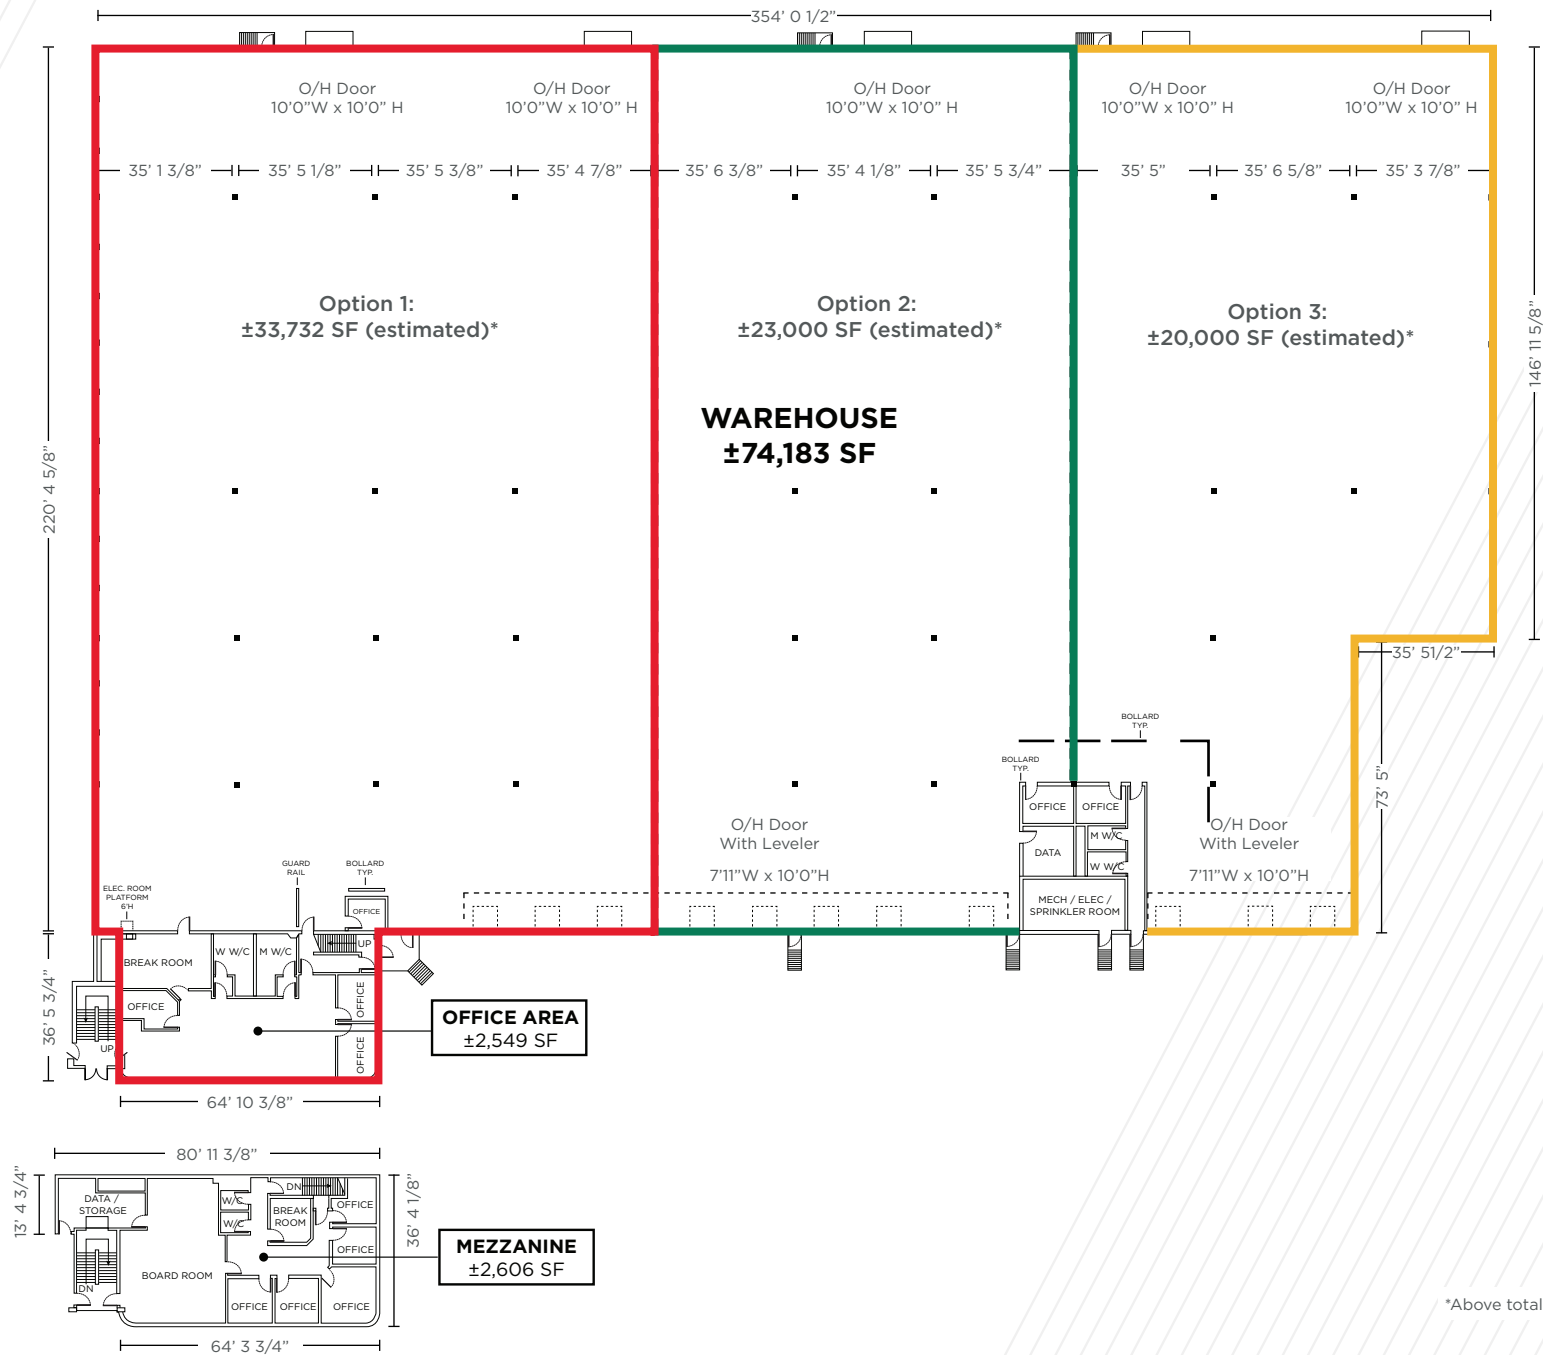 354' 0 1/2"
O/H Door
10'0"W x 10'0" H
O/H Door
10'0"W x 10'0" H
O/H Door
10'0"W x 10'0" H
O/H Door
10'0"W x 10'0" H
O/H Door
10'0"W x 10'0" H
35' 1 3/8"
35' 5 1/8"
35' 5 3/8"
35' 4 7/8"
35' 6 3/8"
35' 4 1/8"
35' 5 3/4"
35' 5"
35' 6 5/8"
35' 3 7/8"
Option 1:
±33,732 SF (estimated)*
Option 2:
±23,000 SF (estimated)*
Option 3:
±20,000 SF (estimated)*
146' 11 5/8"
WAREHOUSE
±74,183 SF
220' 4 5/8"
35' 51/2"
73' 5"
BOLLARD
TYP.
BOLLARD
TYP.
OFFICE
OFFICE
DATA
M W/C
W W/C
MECH / ELEC /
SPRINKLER ROOM
O/H Door
With Leveler
7'11"W x 10'0"H
O/H Door
With Leveler
7'11"W x 10'0"H
ELEC. ROOM
PLATFORM
6'H
GUARD
RAIL
BOLLARD
TYP.
OFFICE
UP
BREAK ROOM
W W/C
M W/C
OFFICE
OFFICE
OFFICE
UP
36' 5 3/4"
OFFICE AREA
±2,549 SF
64' 10 3/8"
80' 11 3/8"
13' 4 3/4"
DATA /
STORAGE
W/C
W/C
DN
BREAK
ROOM
OFFICE
OFFICE
36' 4 1/8"
BOARD ROOM
DN
OFFICE
OFFICE
OFFICE
MEZZANINE
±2,606 SF
64' 3 3/4"
*Above total